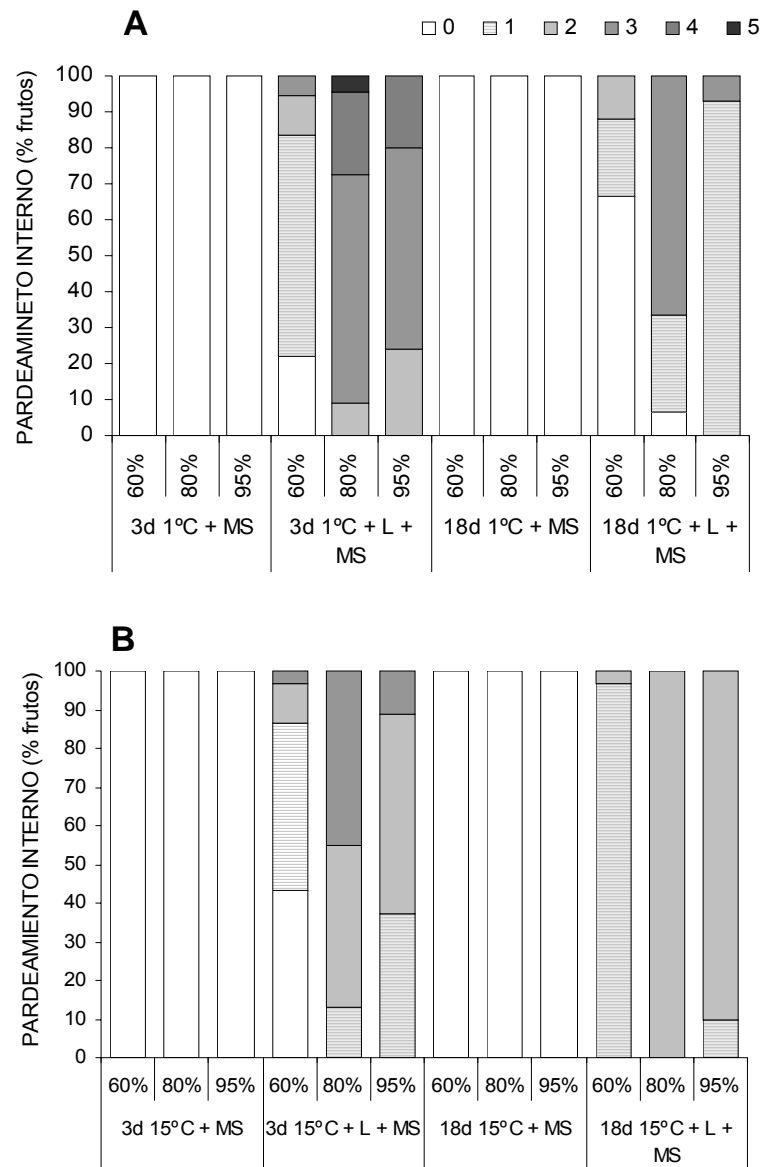 A
0 1 2 3 4 5
PARDEAMINETO INTERNO (% frutos)
100
90
80
70
60
50
40
30
20
10
0
60% 80% 95% 60% 80% 95% 60% 80% 95% 60% 80% 95%
3d 1ºC + MS 3d 1ºC + L + MS 18d 1ºC + MS 18d 1ºC + L + MS
B
PARDEAMIENTO INTERNO (% frutos)
100
90
80
70
60
50
40
30
20
10
0
60% 80% 95% 60% 80% 95% 60% 80% 95% 60% 80% 95%
3d 15ºC + MS 3d 15ºC + L + MS 18d 15ºC + MS 18d 15ºC + L + MS